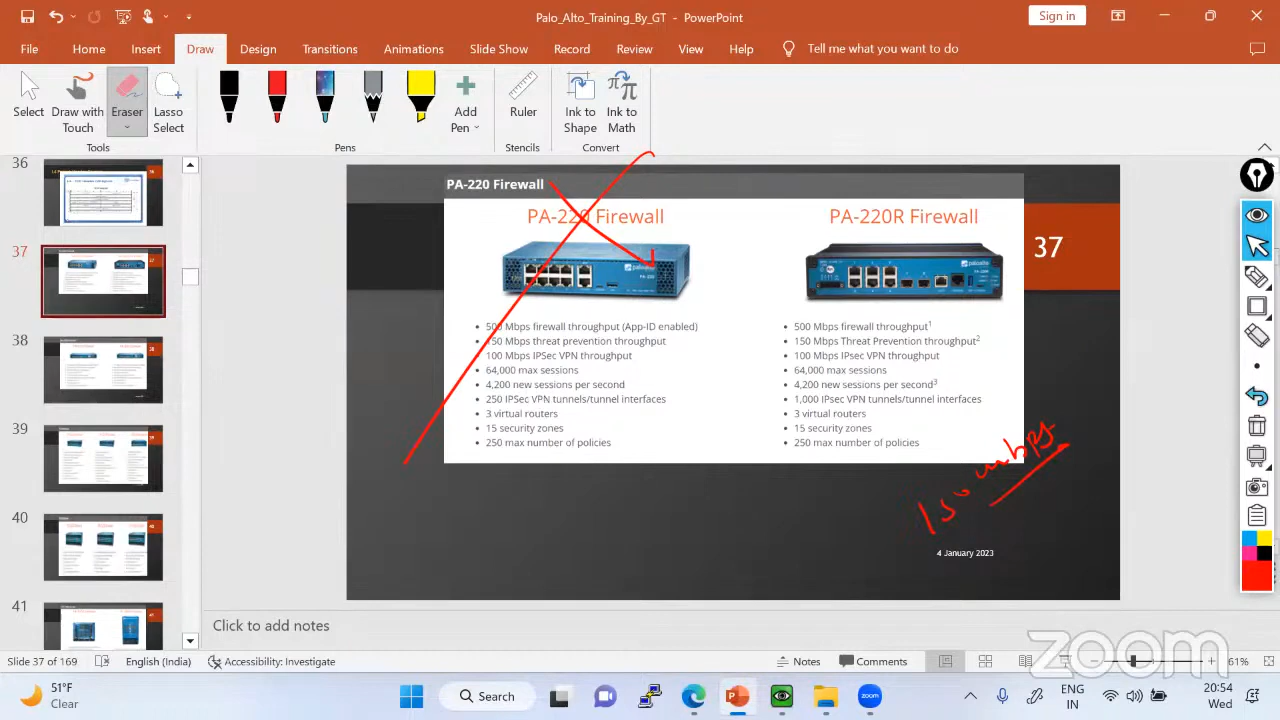 Palo_Alto_Training_By_GT - PowerPoint
Sign in
File Home Insert Draw Design Transitions Animations Slide Show Record Review View Help Tell me what you want to do
Select Draw with Touch Eraser Lasso Select Add Pen Ruler Ink to Shape Ink to Math
Tools Pens Stencils Convert
36
37
38
39
40
41
PA-220 Firewall
37
PA-220 Firewall
• 500 Mbps firewall throughput (App-ID enabled)
• 150 Mbps threat prevention throughput
• 100 Mbps IPSec VPN throughput
• 64,000 max sessions
• 4,200 new sessions per second
• 250 IPSec VPN tunnels/tunnel interfaces
• 3 virtual routers
• 15 security zones
• 250 max number of policies
PA-220R Firewall
• 500 Mbps firewall throughput¹
• 150 Mbps Threat Prevention throughput²
• 100 Mbps IPsec VPN throughput
• 64,000 max sessions
• 4,200 new sessions per second³
• 1,000 IPsec VPN tunnels/tunnel interfaces
• 3 virtual routers
• 15 security zones
• 250 max number of policies
150 mbps
4 January 2023
Click to add notes
zoom
Slide 37 of 169 English (India) Accessibility: Investigate Notes Comments 61%
51°F
Clear
Search
zoom
ENG
IN
20:54
Wed